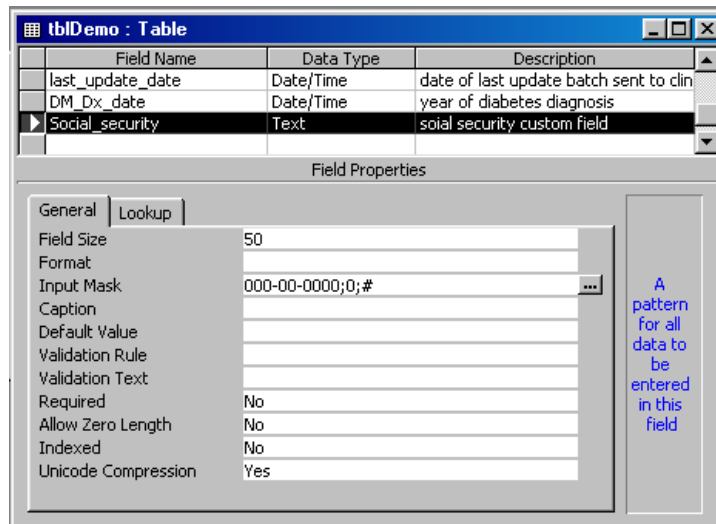 tblDemo : Table
Field Name Data Type Description
last_update_date Date/Time date of last update batch sent to clin
DM_Dx_date Date/Time year of diabetes diagnosis
Social_security Text soial security custom field
Field Properties
General Lookup
Field Size 50
Format
Input Mask 000-00-0000;0;# ...
Caption
Default Value
Validation Rule
Validation Text
Required No
Allow Zero Length No
Indexed No
Unicode Compression Yes
A
pattern
for all
data to
be
entered
in this
field